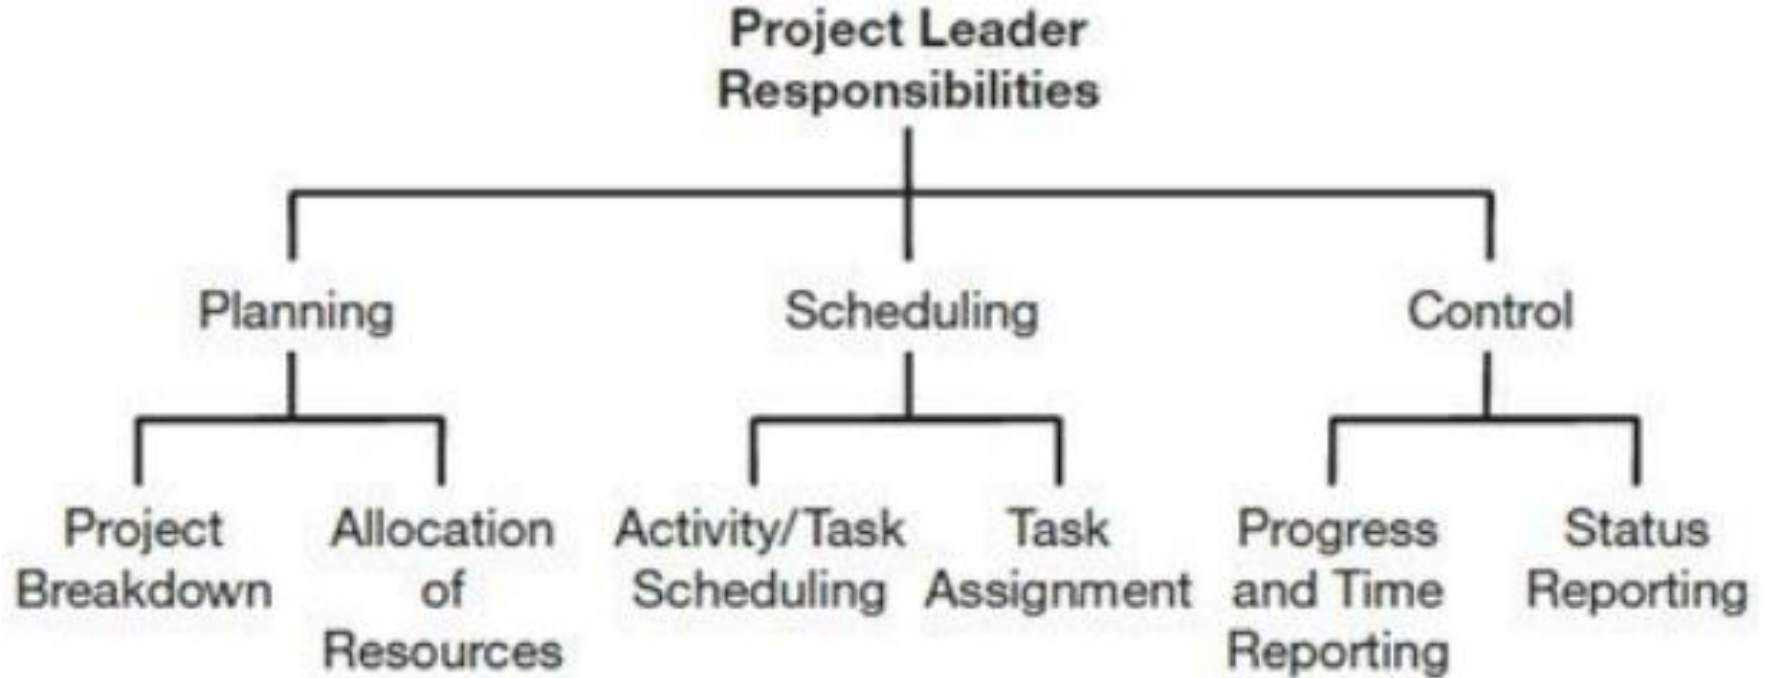 Project Leader
Responsibilities
Planning
Scheduling
Control
Project
Breakdown
Allocation
of
Resources
Activity/Task
Scheduling
Task
Assignment
Progress
and Time
Reporting
Status
Reporting